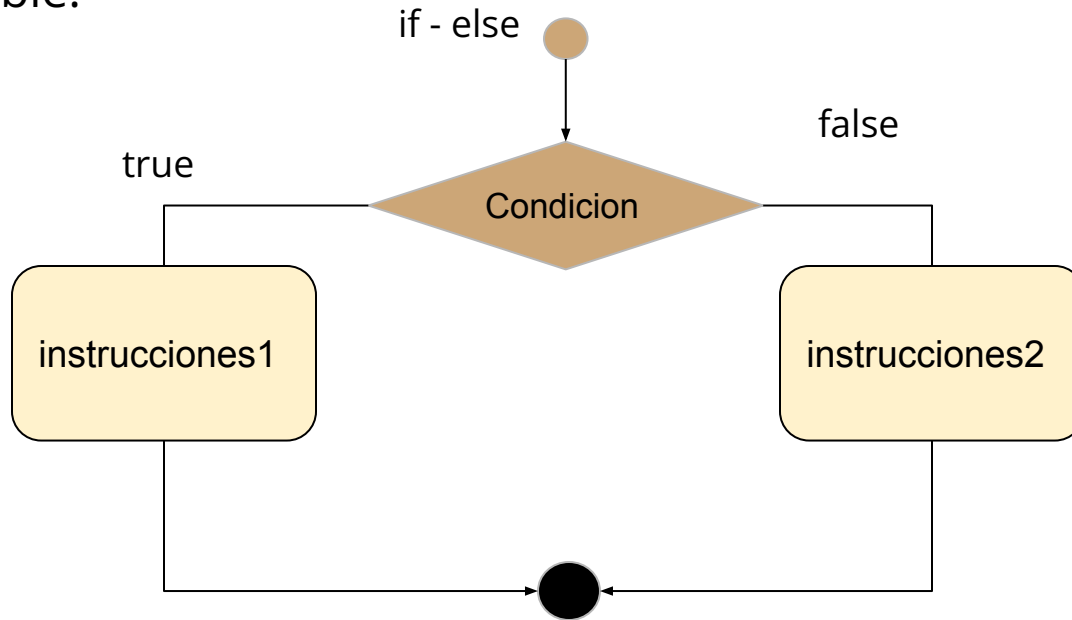 if - else
false
true
Condicion
instrucciones1
instrucciones2